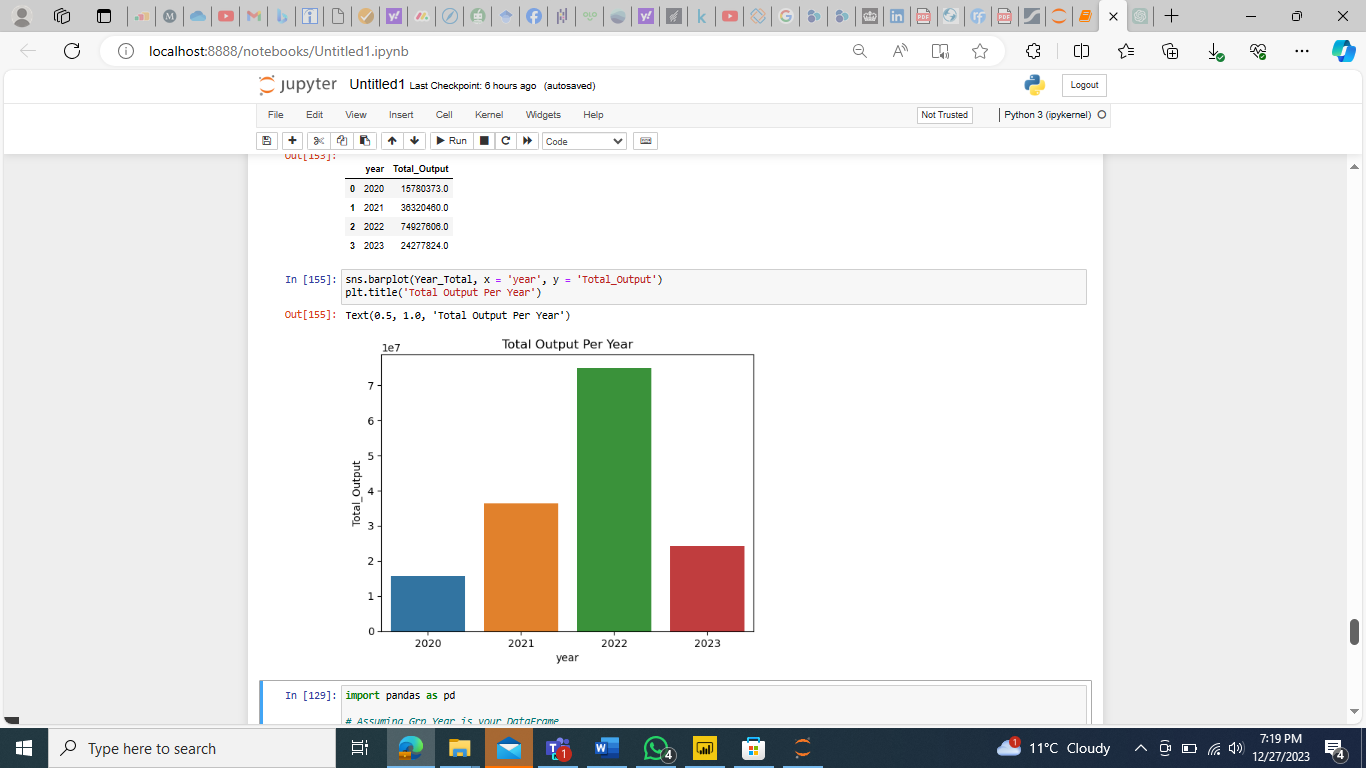 localhost:8888/notebooks/Untitled1.ipynb
jupyter Untitled1 Last Checkpoint: 6 hours ago (autosaved)
Logout
File Edit View Insert Cell Kernel Widgets Help
Not Trusted
Python 3 (ipykernel)
Run
Code
Out[153]:
year Total_Output
0 2020 15780373.0
1 2021 36320460.0
2 2022 74927606.0
3 2023 24277824.0
In [155]: sns.barplot(Year_Total, x = 'year', y = 'Total_Output')
plt.title('Total Output Per Year')
Out[155]: Text(0.5, 1.0, 'Total Output Per Year')
1e7
Total Output Per Year
7
6
5
4
3
2
1
0
Total_Output
2020 2021 2022 2023
year
In [129]: import pandas as pd
# Assuming Grp_Year is your DataFrame
Type here to search
1
4
1
11°C Cloudy
7:19 PM
12/27/2023
4